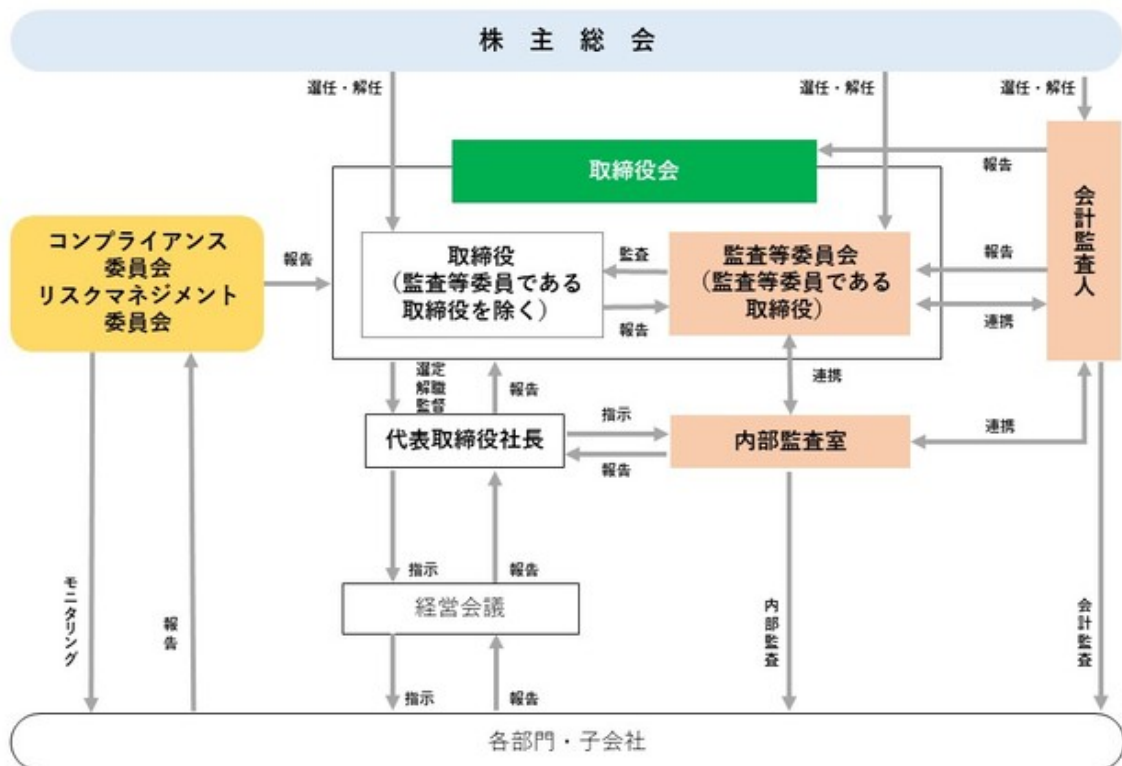 株 主 総 会
選任・解任
選任・解任
選任・解任
取締役会
報告
会計監査人
コンプライアンス
委員会
リスクマネジメント
委員会
報告
取締役
(監査等委員である
取締役を除く)
監査
報告
監査等委員会
(監査等委員である
取締役)
報告
連携
選定
解職
監督
報告
連携
代表取締役社長
指示
報告
内部監査室
連携
指示
報告
経営会議
モニタリング
報告
内部監査
会計監査
指示
報告
各部門・子会社